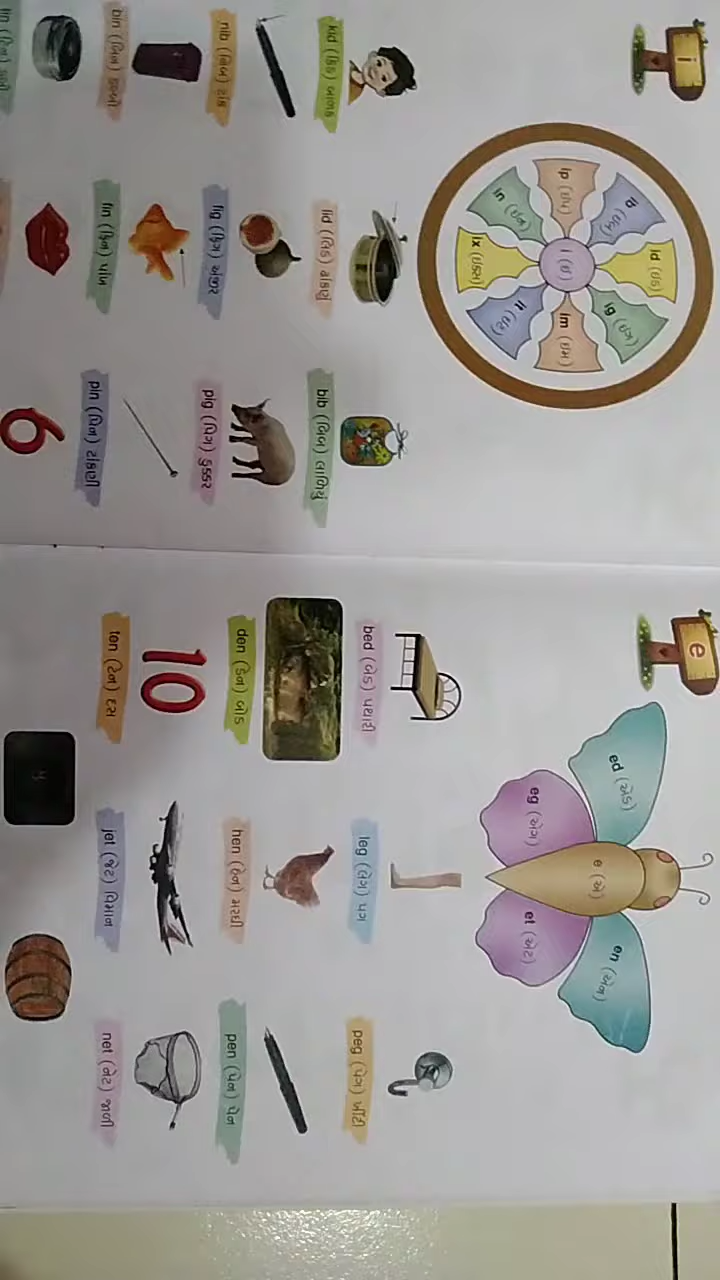 i
id (ઇડ)
ib (ઇબ)
ig (ઇગ)
ip (ઇપ)
i (ઇ)
im (ઇમ)
in (ઇન)
it (ઇટ)
ix (ઇક્સ)
kid (કિડ) બાળક
lid (લિડ) ઢાંકણું
bib (બિબ) લાળિયું
nib (નિબ) ટાંક
fig (ફિગ) અંજીર
pig (પિગ) ડુક્કર
bin (બિન) ડબ્બો
fin (ફિન) પાંખ
pin (પિન) ટાંકણી
6
e
ed (એડ)
en (એન)
e (એ)
eg (એગ)
et (એટ)
bed (બેડ) પથારી
leg (લેગ) પગ
peg (પેગ) ખીંટી
den (ડેન) બોડ
hen (હેન) મરઘી
pen (પેન) પેન
10
ten (ટેન) દસ
jet (જેટ) વિમાન
net (નેટ) જાળી